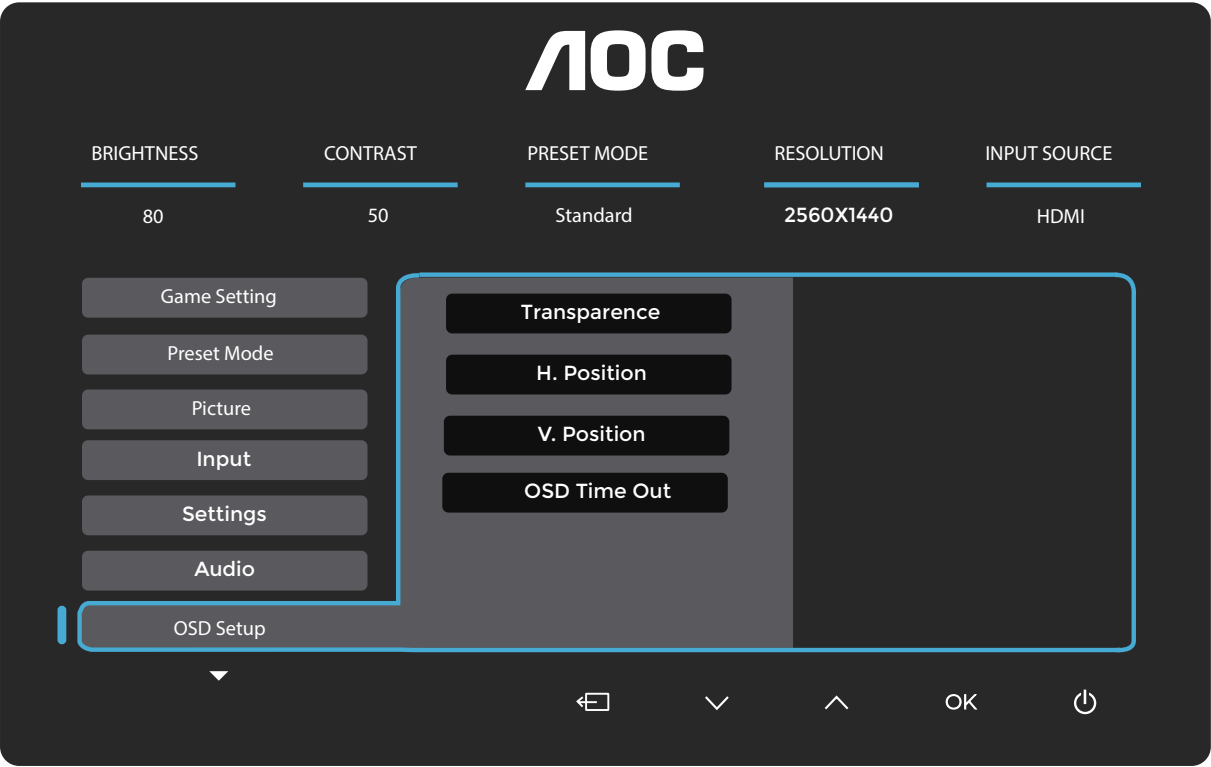 AOC
BRIGHTNESS CONTRAST PRESET MODE RESOLUTION INPUT SOURCE
80 50 Standard 2560X1440 HDMI
Game Setting
Transparence
Preset Mode
H. Position
Picture
V. Position
Input
OSD Time Out
Settings
Audio
OSD Setup
OK